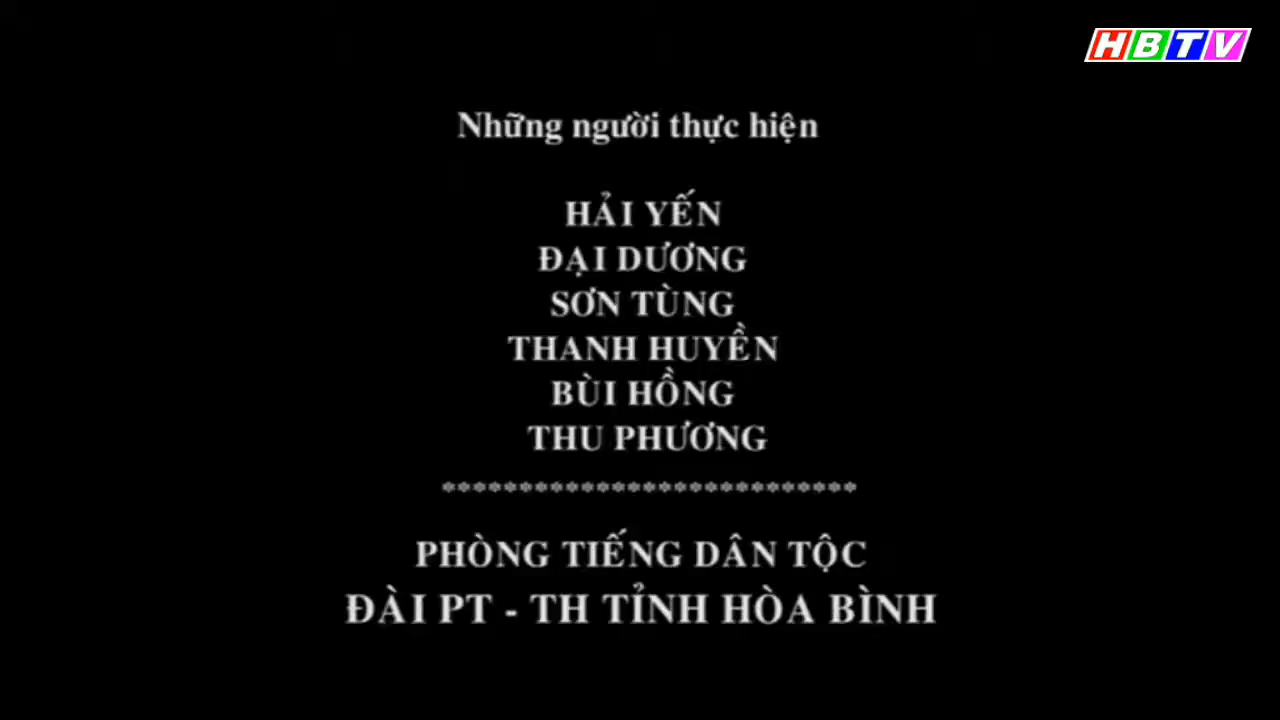 HBTV
Những người thực hiện
HẢI YẾN
ĐẠI DƯƠNG
SƠN TÙNG
THANH HUYỀN
BÙI HỒNG
THU PHƯƠNG
***************************
PHÒNG TIẾNG DÂN TỘC
ĐÀI PT - TH TỈNH HÒA BÌNH